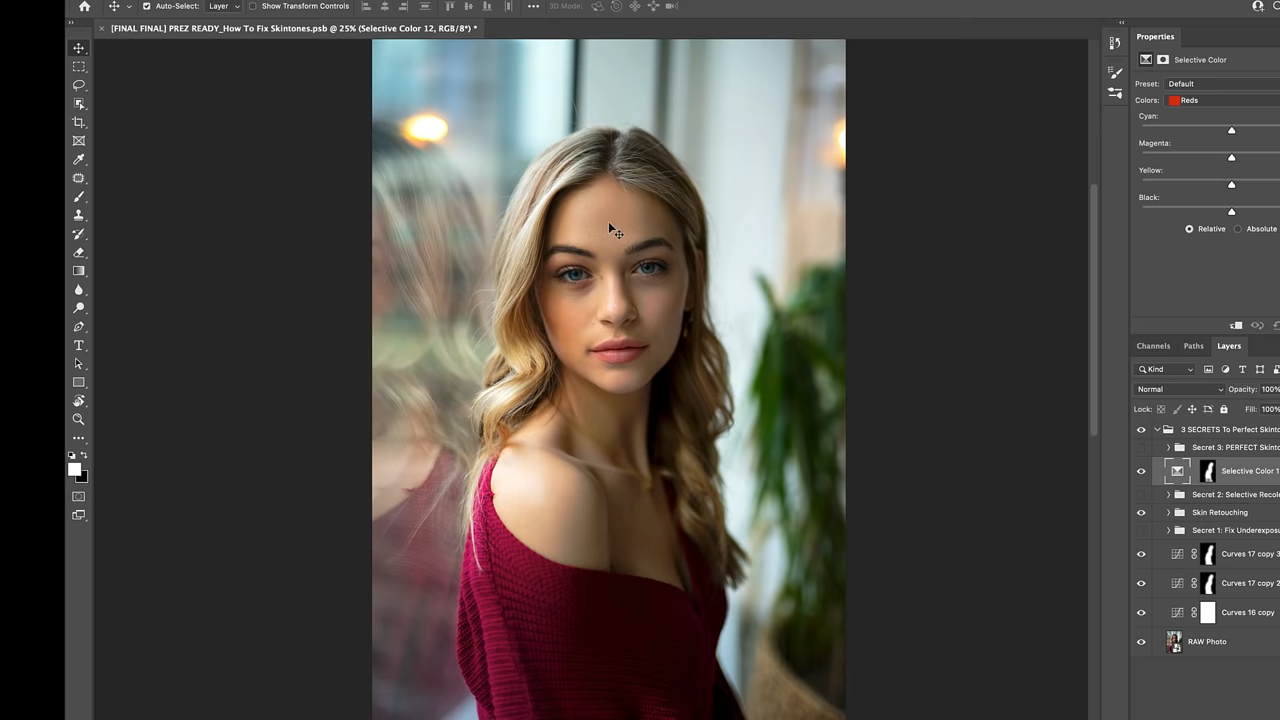 Auto-Select: Layer Show Transform Controls 3D Mode:
[FINAL FINAL] PREZ READY_How To Fix Skintones.psb @ 25% (Selective Color 12, RGB/8*) *
Properties
Selective Color
Preset: Default
Colors: Reds
Cyan:
Magenta:
Yellow:
Black:
Relative Absolute
Channels Paths Layers
Kind
Normal Opacity: 100%
Lock: Fill: 100%
3 SECRETS To Perfect Skinto
Secret 3: PERFECT Skinto
Selective Color 1
Secret 2: Selective Recol
Skin Retouching
Secret 1: Fix Underexpos
Curves 17 copy 3
Curves 17 copy 2
Curves 16 copy
RAW Photo